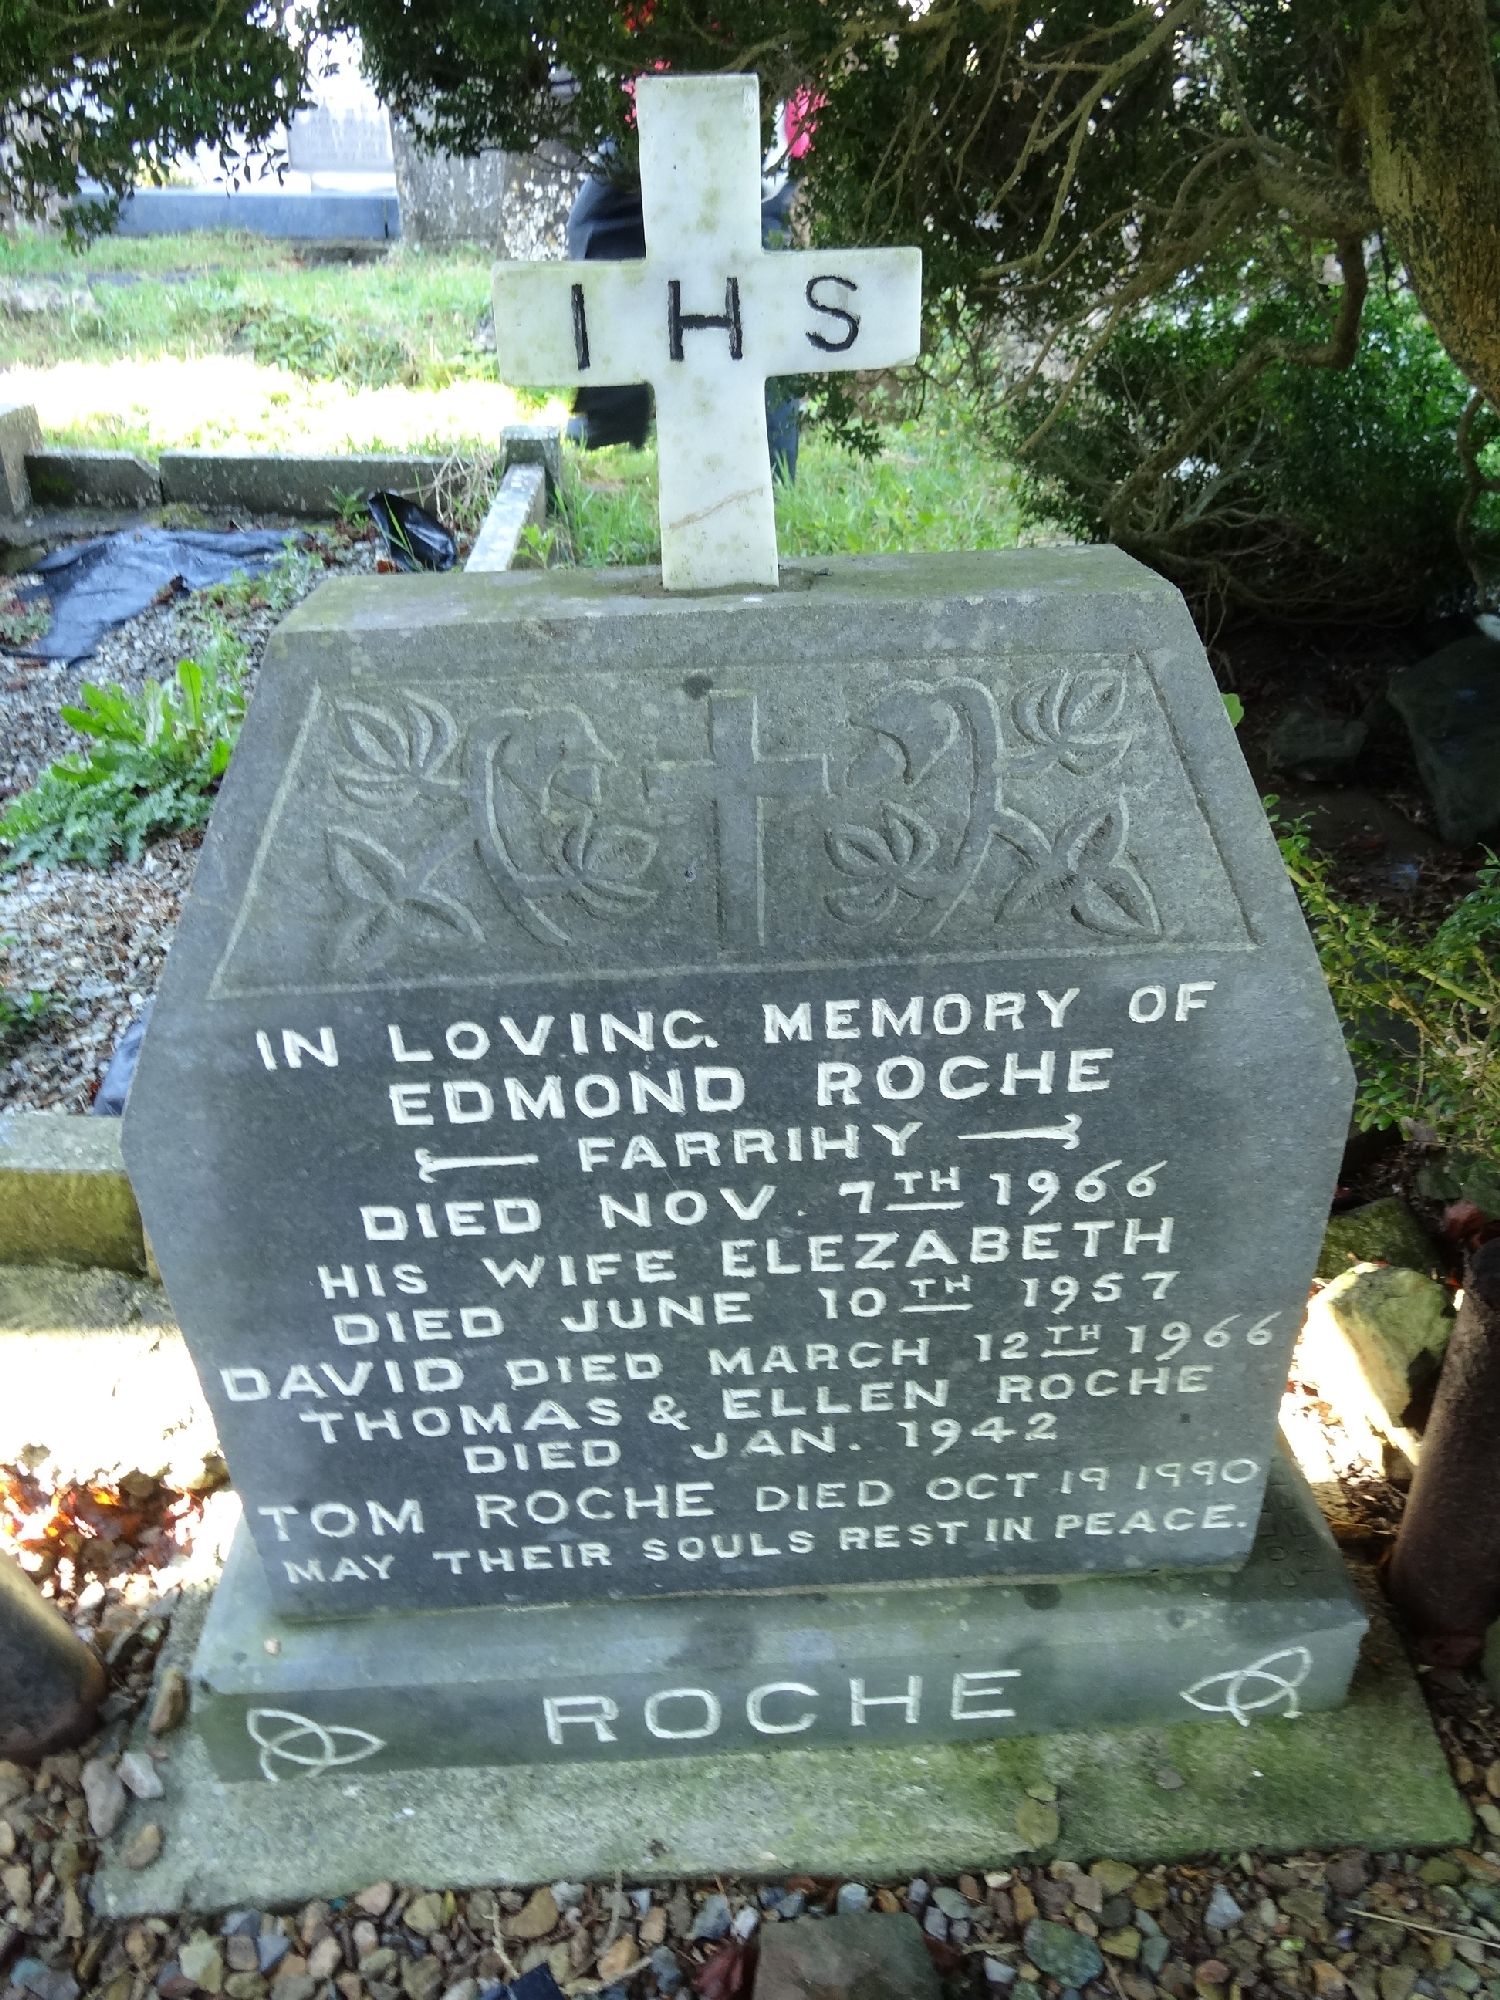 IHS
IN LOVING MEMORY OF
EDMOND ROCHE
FARRIHY
DIED NOV. 7TH 1966
HIS WIFE ELEZABETH
DIED JUNE 10TH 1957
DAVID DIED MARCH 12TH 1966
THOMAS & ELLEN ROCHE
DIED JAN. 1942
TOM ROCHE DIED OCT 19 1990
MAY THEIR SOULS REST IN PEACE.
ROCHE